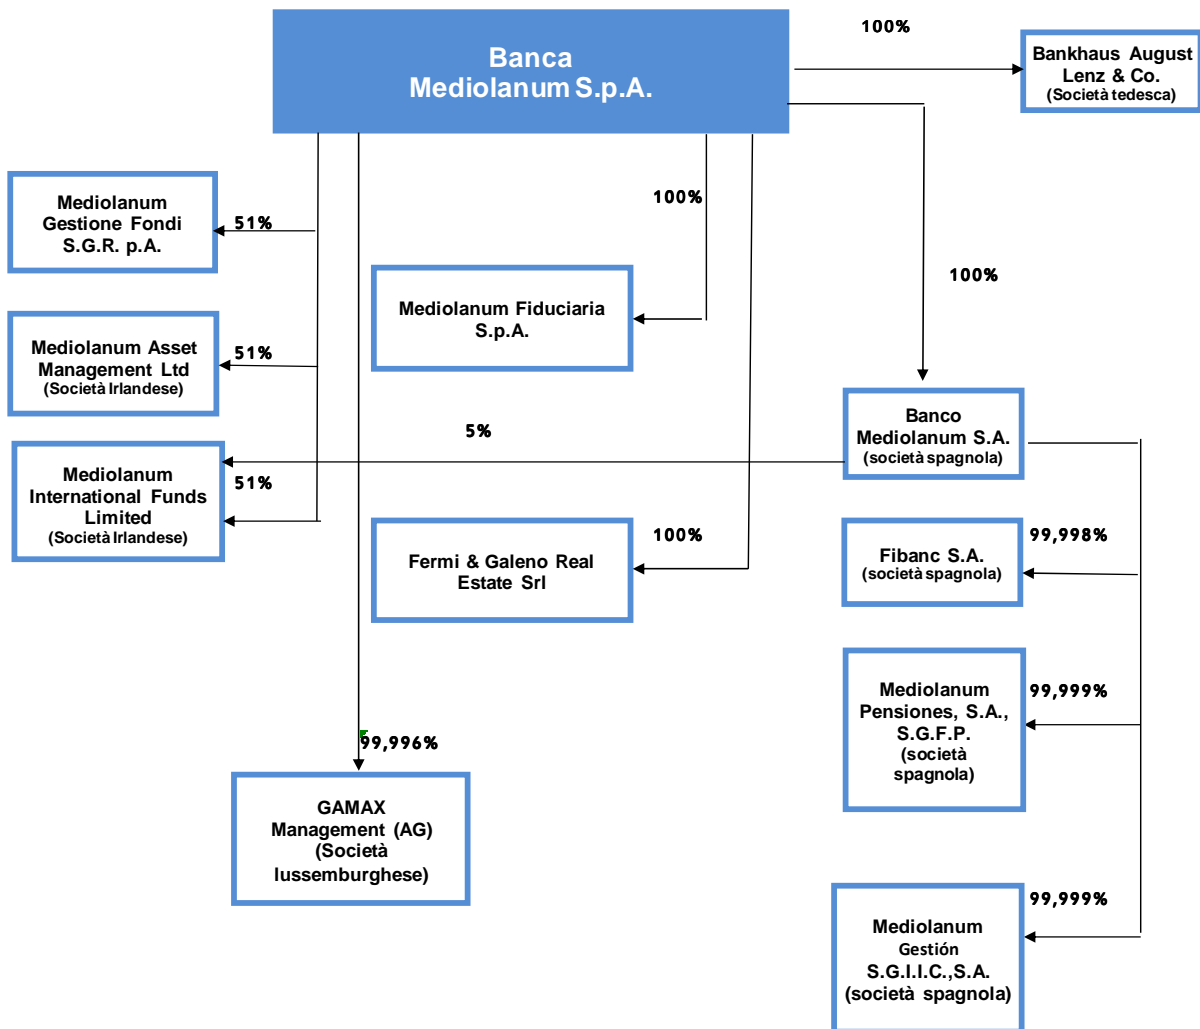 Banca
Mediolanum S.p.A.
100%
Bankhaus August
Lenz & Co.
(Società tedesca)
Mediolanum
Gestione Fondi
S.G.R. p.A.
51%
100%
100%
Mediolanum Fiduciaria
S.p.A.
Mediolanum Asset
Management Ltd
(Società Irlandese)
51%
Banco
Mediolanum S.A.
(società spagnola)
5%
Mediolanum
International Funds
Limited
(Società Irlandese)
51%
Fermi & Galeno Real
Estate Srl
100%
Fibanc S.A.
(società spagnola)
99,998%
Mediolanum
Pensiones, S.A.,
S.G.F.P.
(società
spagnola)
99,999%
99,996%
GAMAX
Management (AG)
(Società
lussemburghese)
Mediolanum
Gestión
S.G.I.I.C.,S.A.
(società spagnola)
99,999%